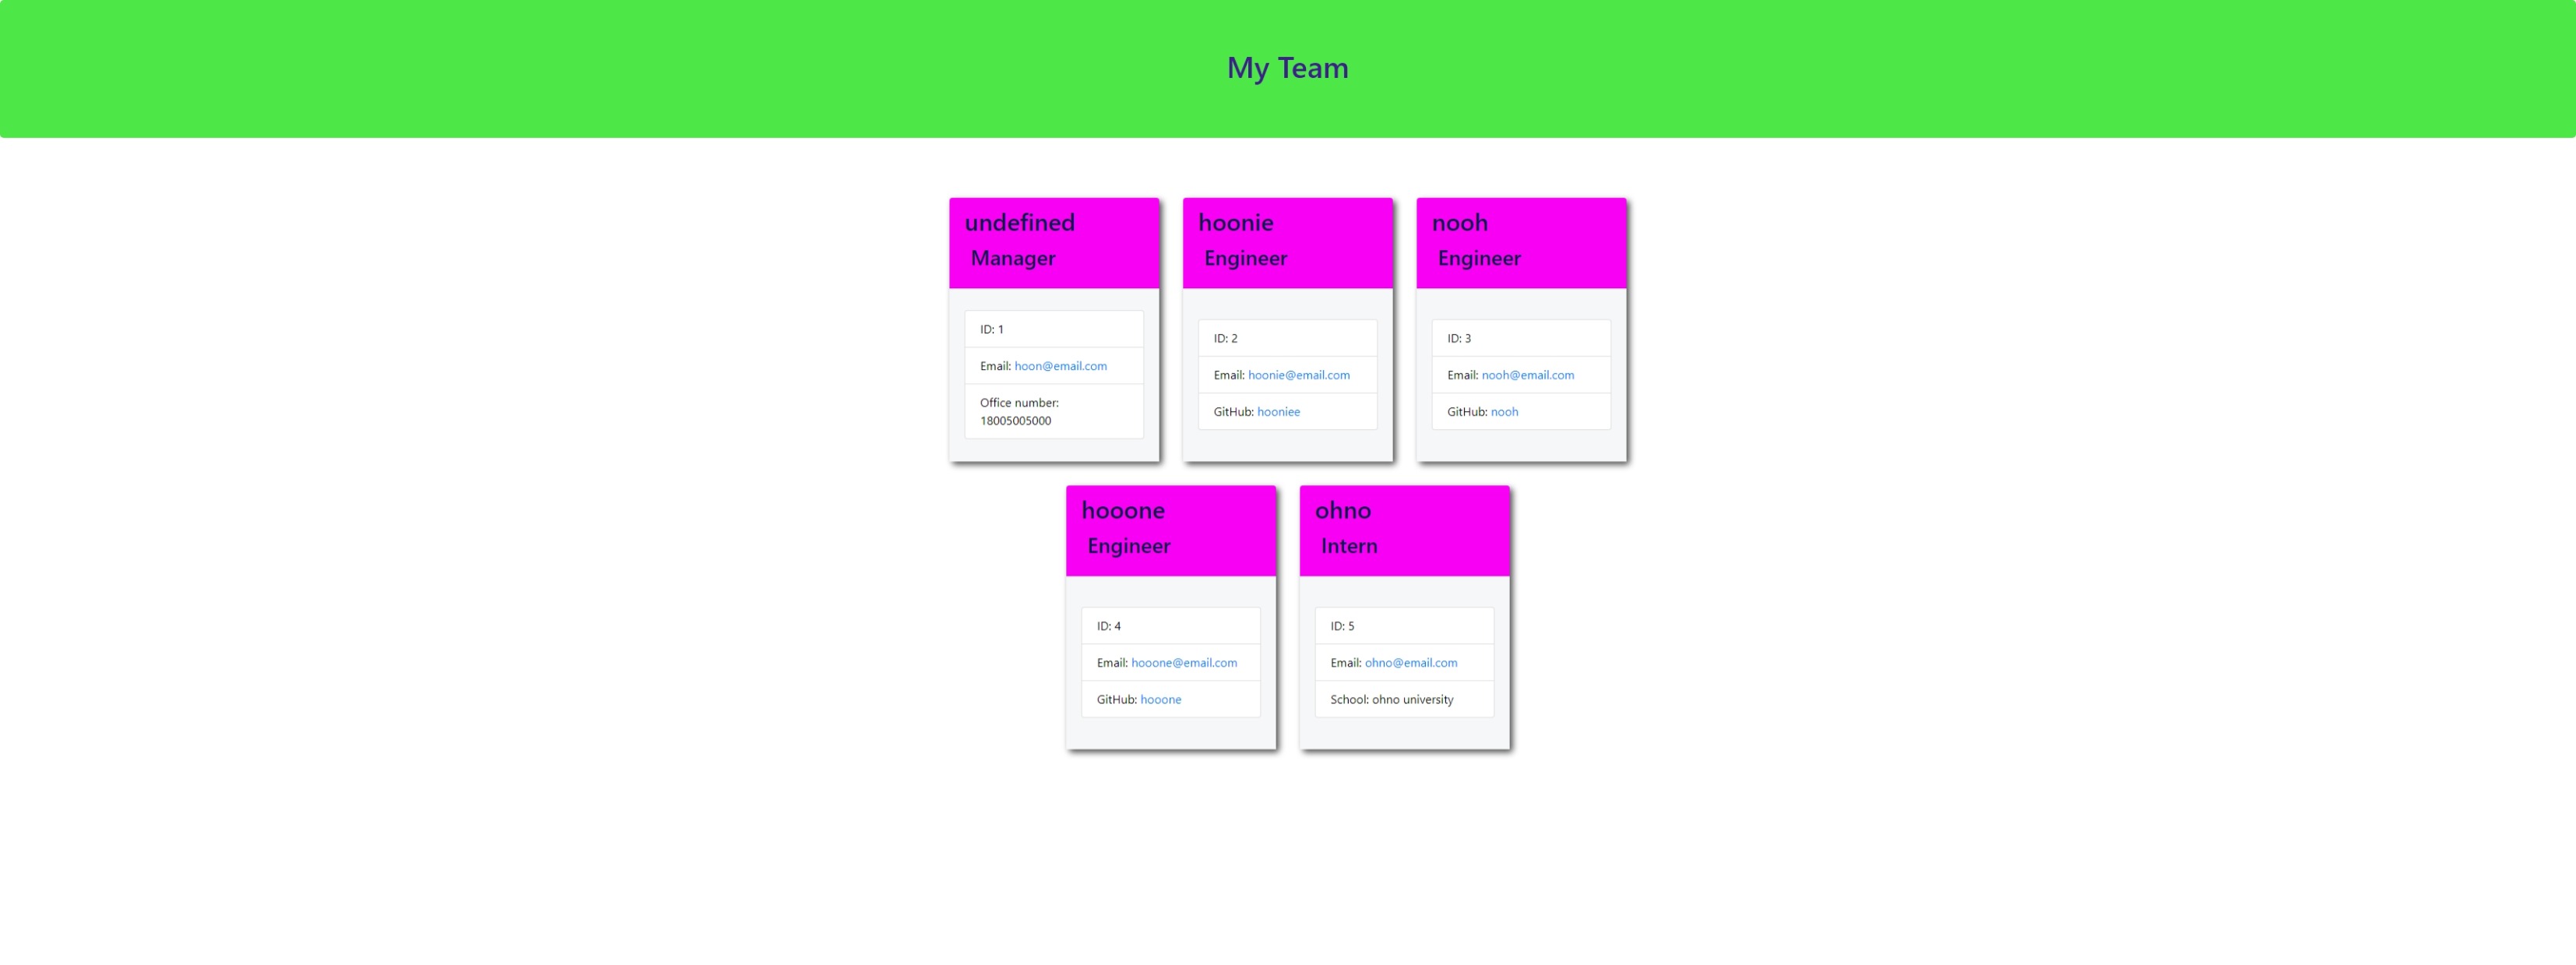 My Team
undefined
Manager
ID: 1
Email: hoon@email.com
Office number:
18005005000
hoonie
Engineer
ID: 2
Email: hoonie@email.com
GitHub: hooniee
nooh
Engineer
ID: 3
Email: nooh@email.com
GitHub: nooh
hooone
Engineer
ID: 4
Email: hooone@email.com
GitHub: hooone
ohno
Intern
ID: 5
Email: ohno@email.com
School: ohno university